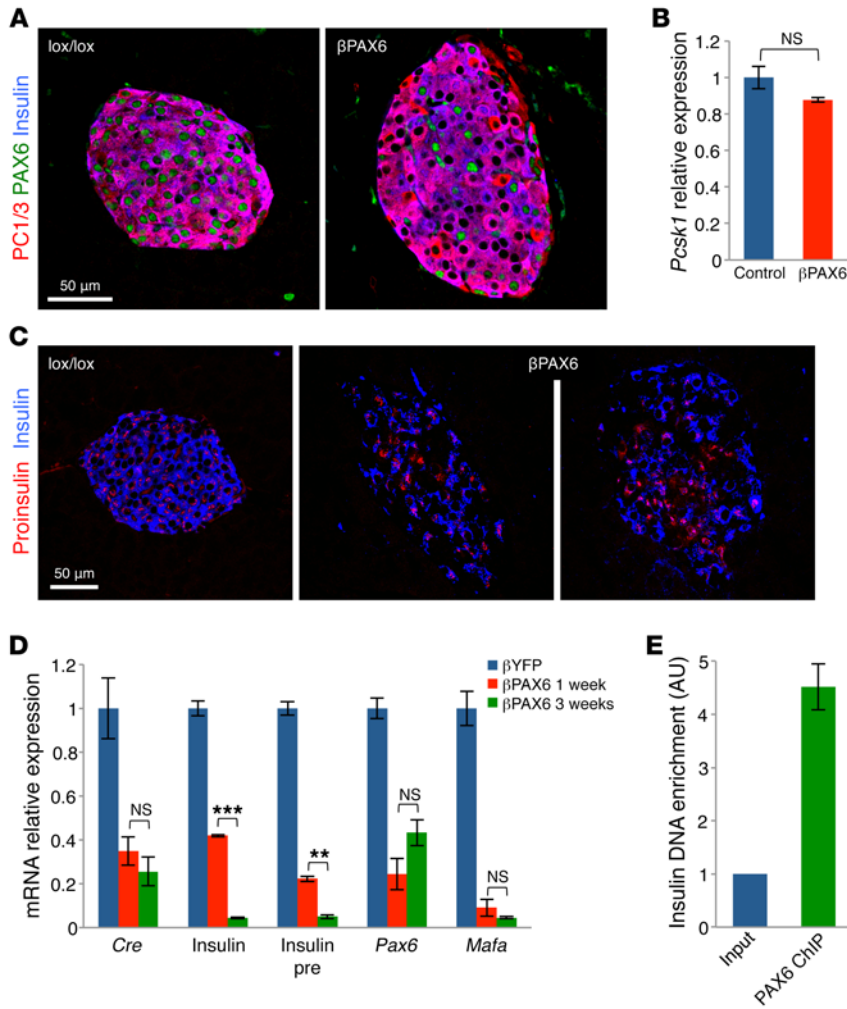 A
lox/lox
βPAX6
PC1/3 PAX6 Insulin
50 µm
B
NS
Pcsk1 relative expression
1.2
1
0.8
0.6
0.4
0.2
0
Control
βPAX6
C
lox/lox
βPAX6
Proinsulin Insulin
50 µm
D
βYFP
βPAX6 1 week
βPAX6 3 weeks
mRNA relative expression
1.2
1
0.8
0.6
0.4
0.2
0
NS
***
**
NS
NS
Cre
Insulin
Insulin
pre
Pax6
Mafa
E
Insulin DNA enrichment (AU)
5
4
3
2
1
0
Input
PAX6 ChIP